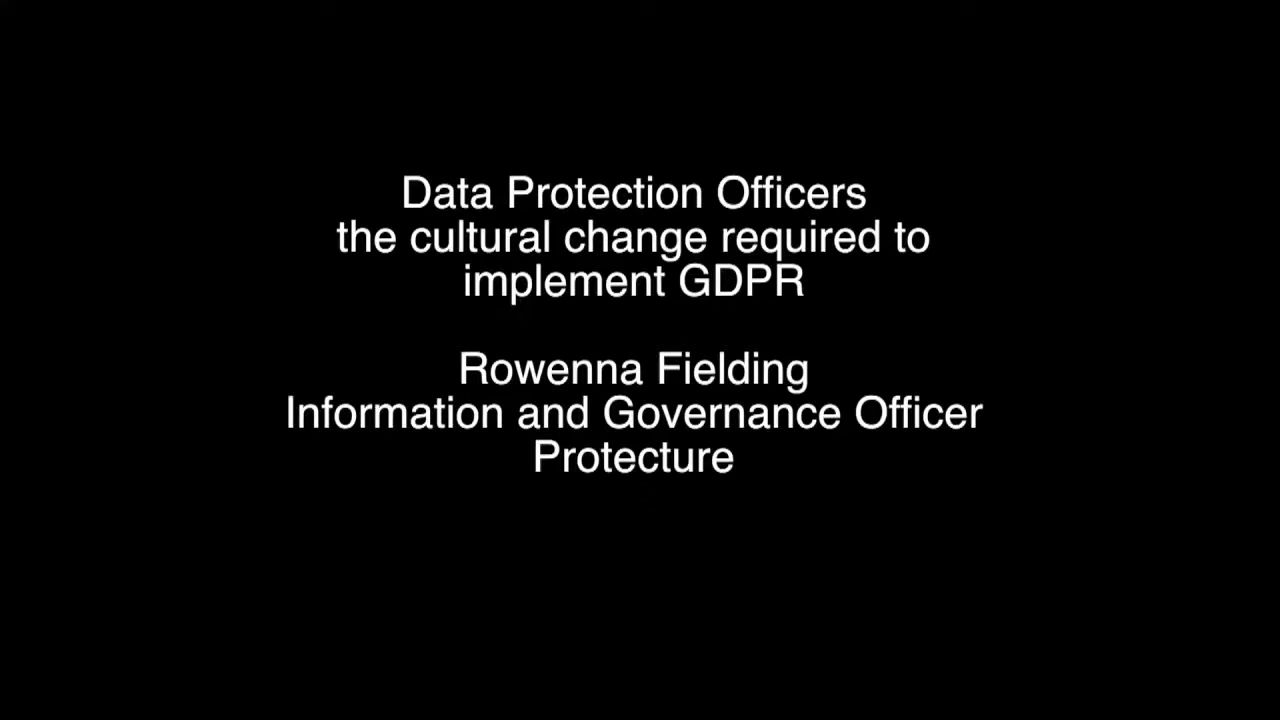 Data Protection Officers
the cultural change required to
implement GDPR
Rowenna Fielding
Information and Governance Officer
Protecture